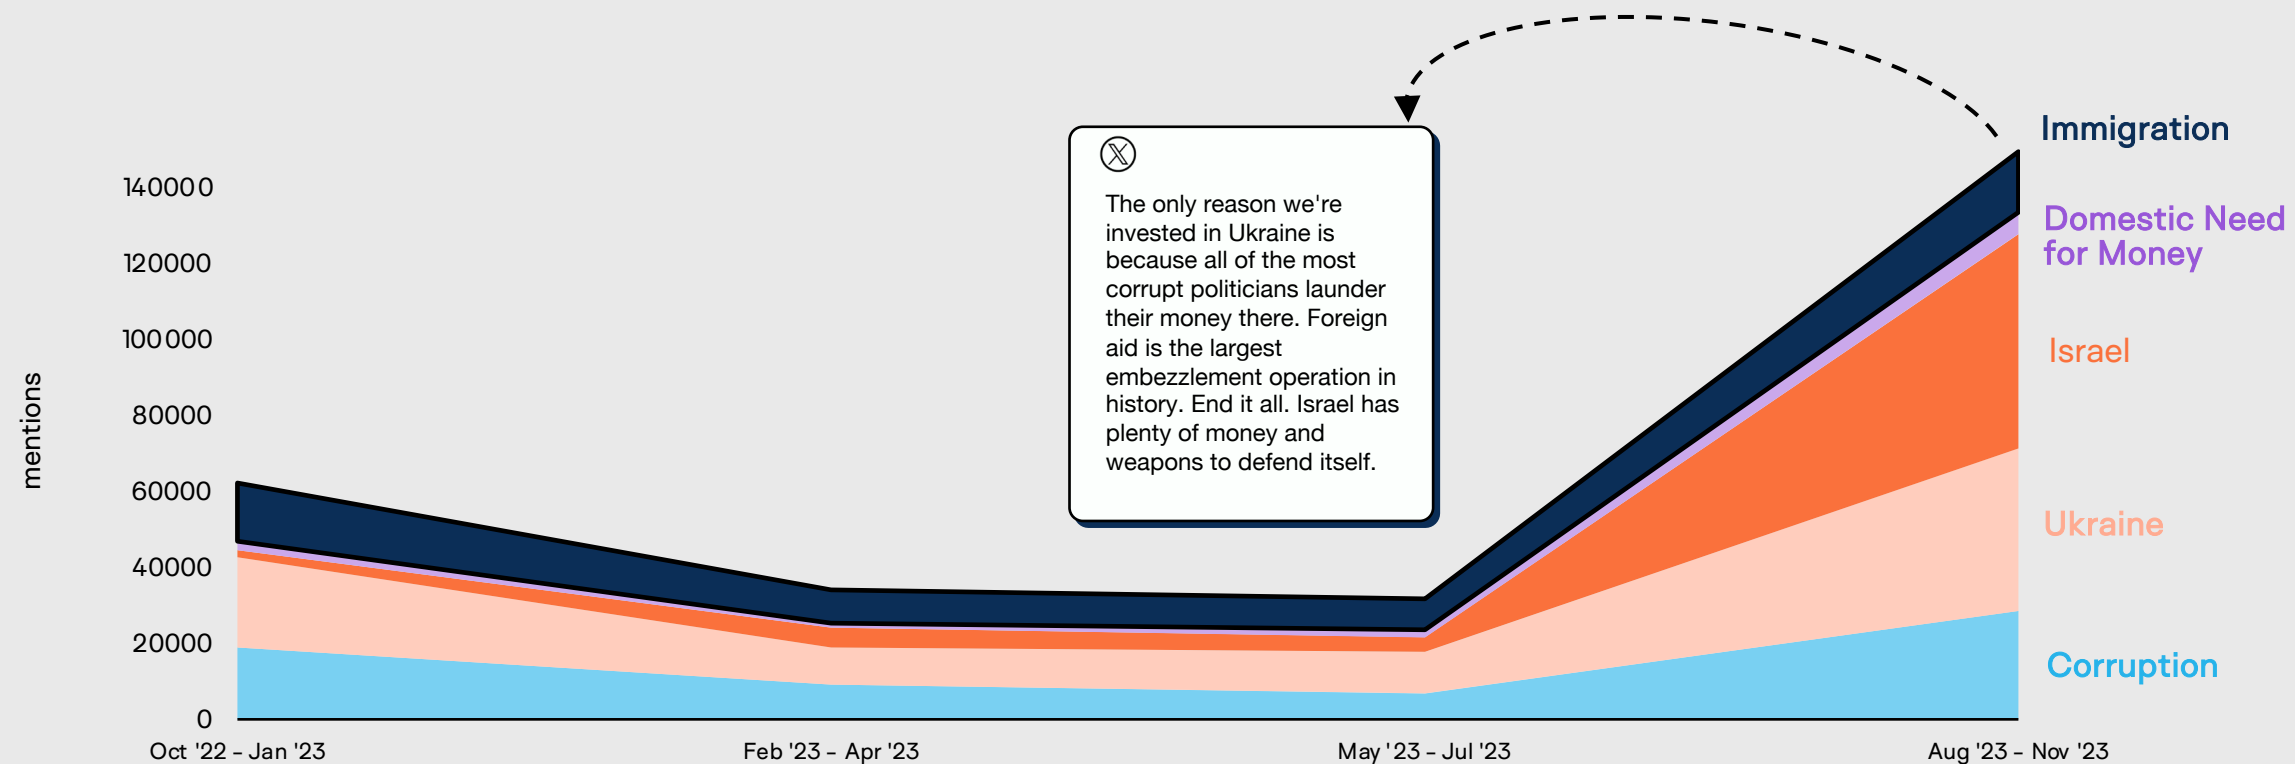 Immigration
140000
The only reason we're
Domestic Need
for Money
invested in Ukraine is
120000
because all of the most
corrupt politicians launder
100000
their money there. Foreign
aid is the largest
Israel
mentions
embezzlement operation in
80000
history. End it all. Israel has
plenty of money and
weapons to defend itself.
60000
Ukraine
40000
20000
Corruption
0
Oct '22 - Jan '23
Feb '23 - Apr '23
May '23 - Jul '23
Aug '23 - Nov '23